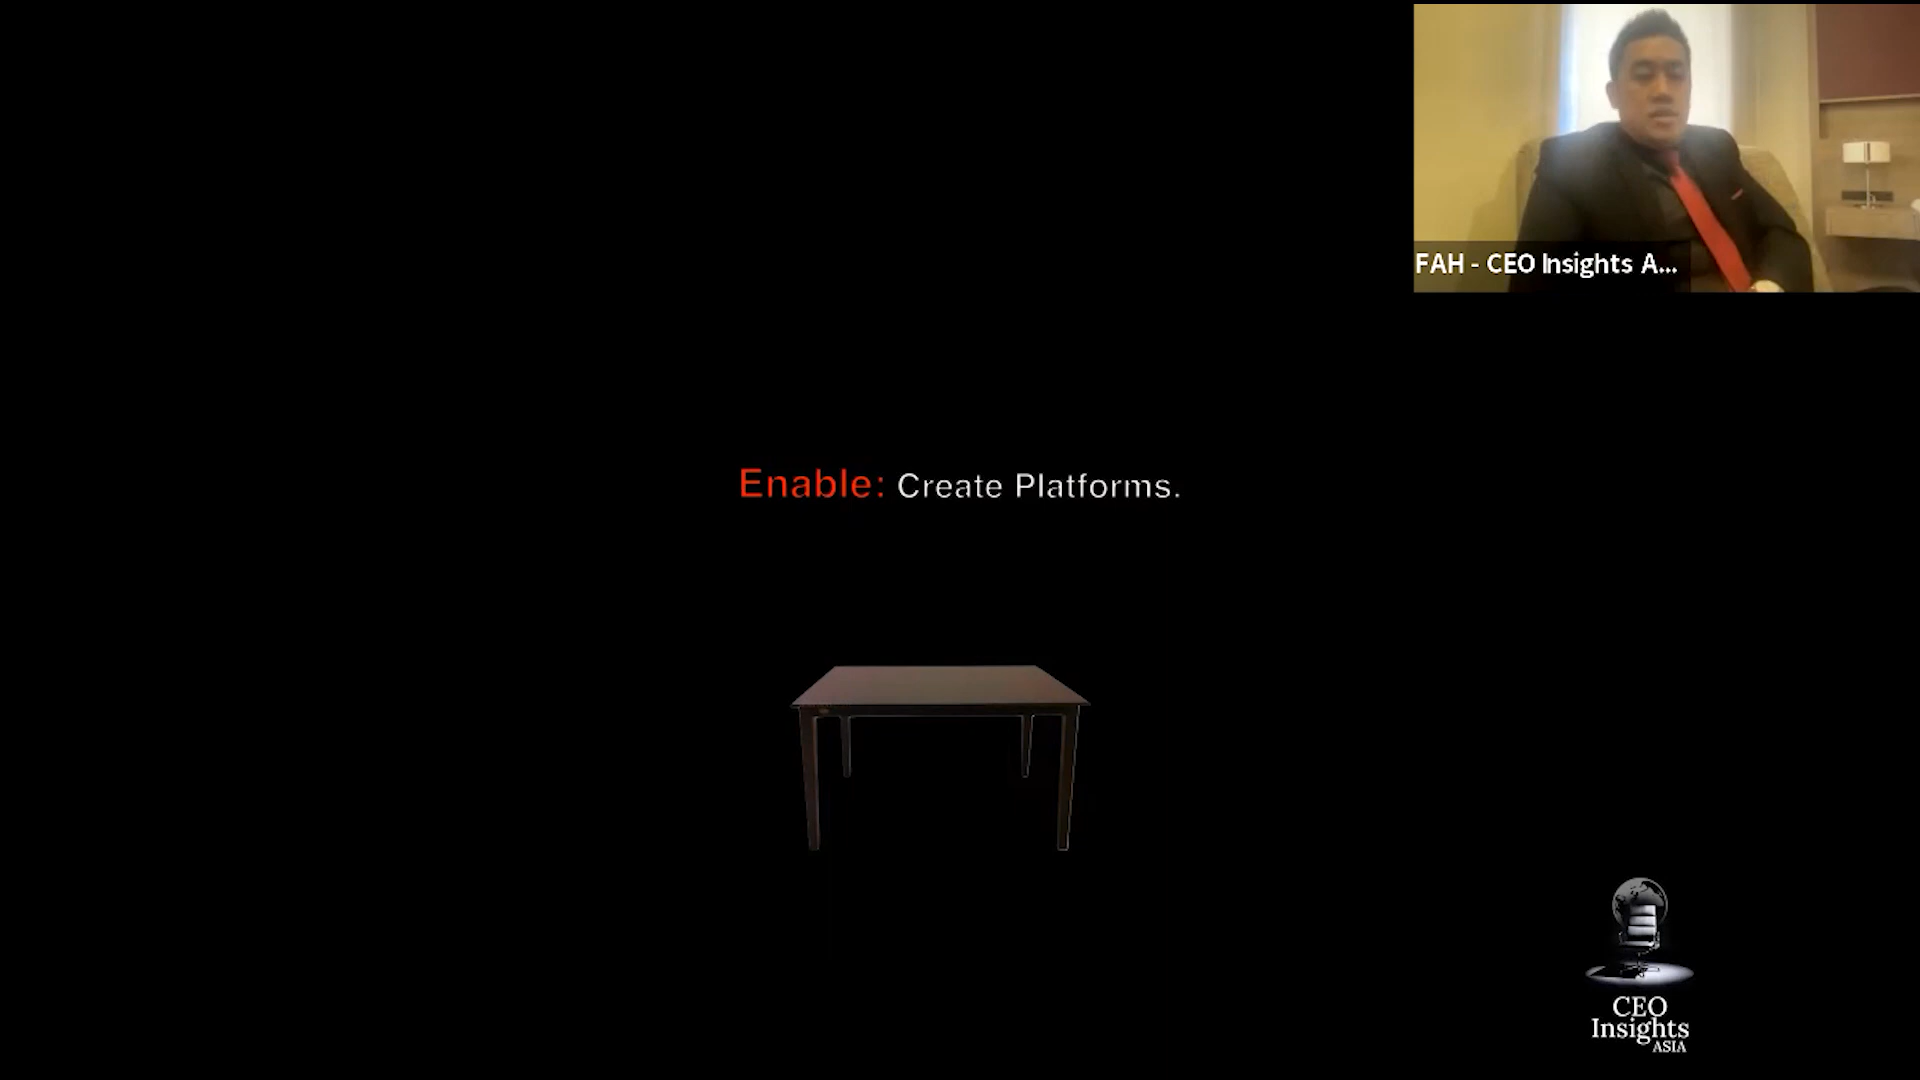 FAH - CEO Insights A...
Enable: Create Platforms.
CEO
Insights
ASIA